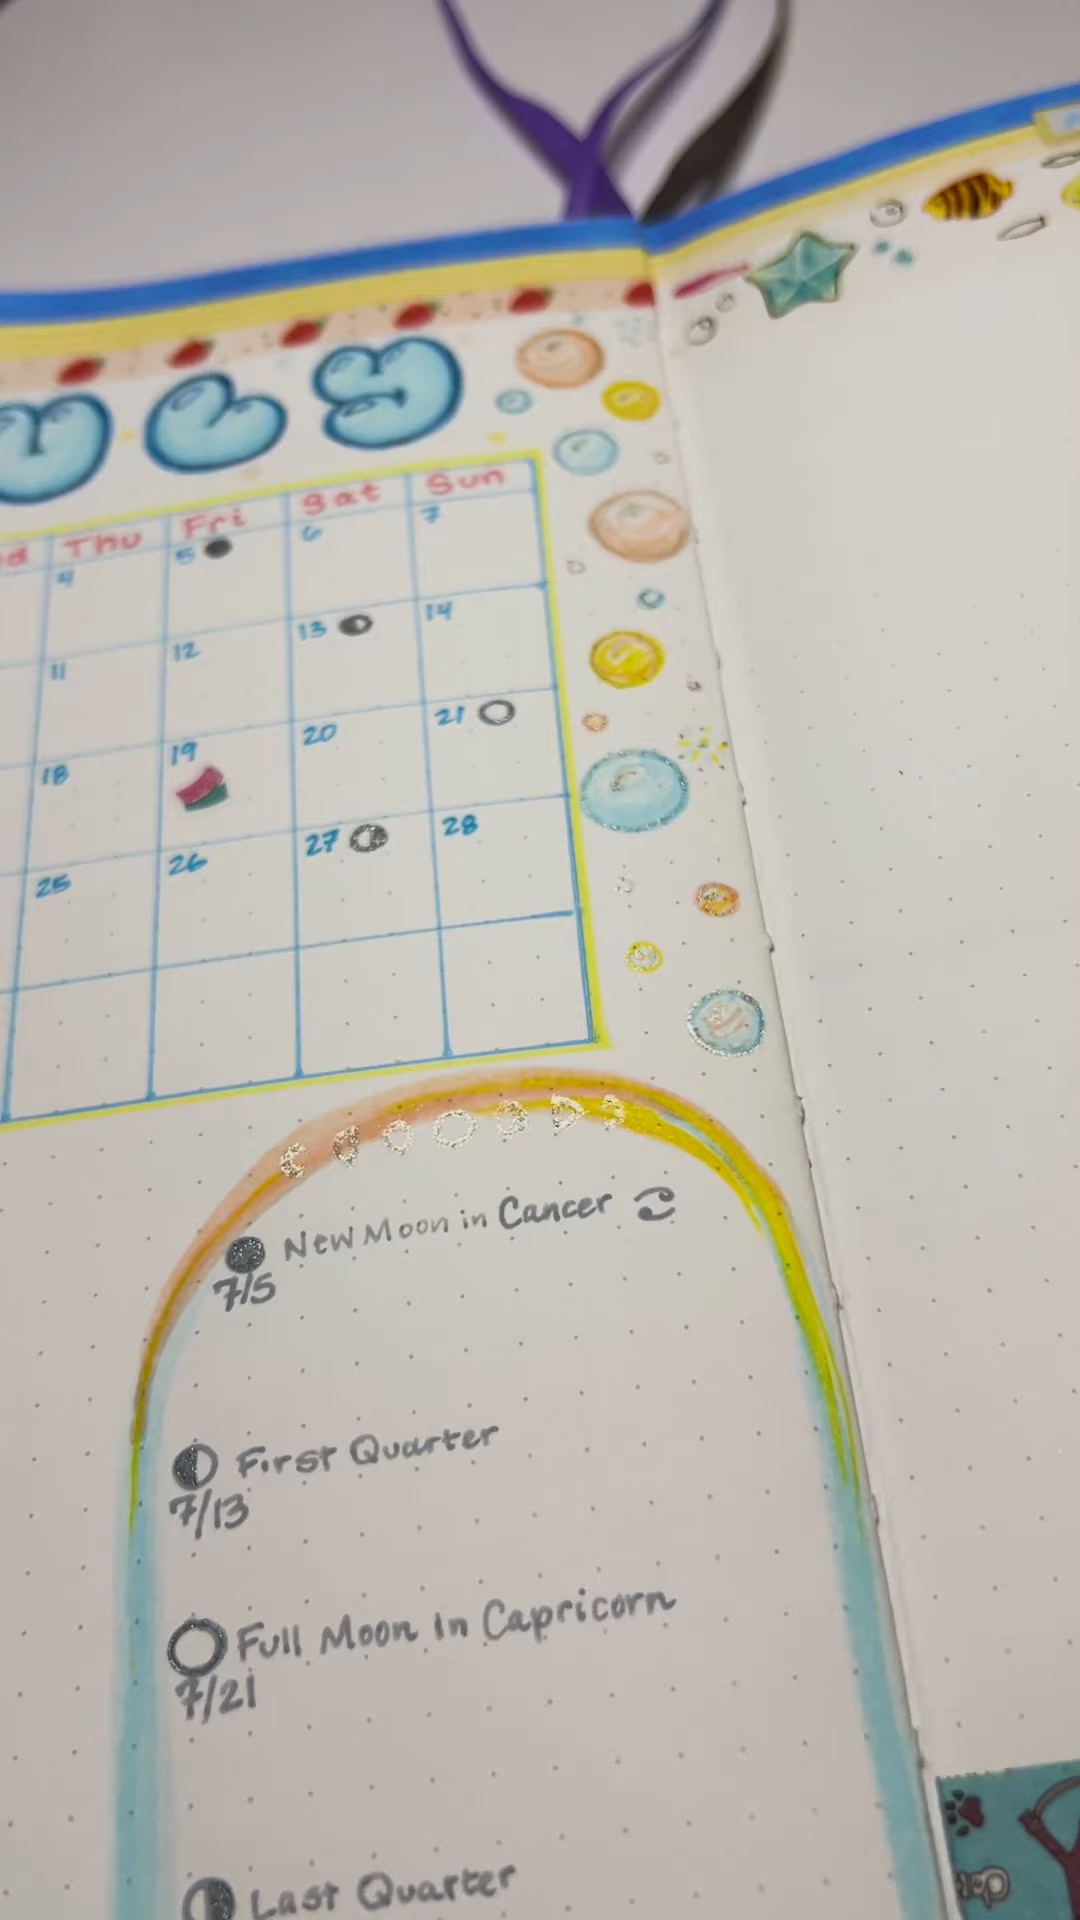 ULY
Thu Fri Sat Sun
4 5 6 7
11 12 13 14
18 19 20 21
25 26 27 28
New Moon in Cancer ♋
7/5
First Quarter
7/13
Full Moon In Capricorn
7/21
Last Quarter